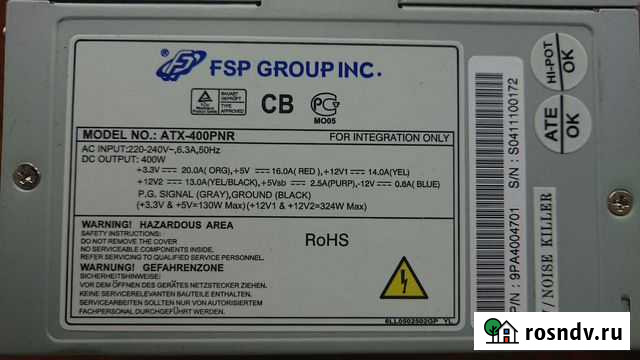 FSP GROUP INC.
BAUART GEPRÜFT
TYPE APPROVED
CB
MO05
MODEL NO.: ATX-400PNR
FOR INTEGRATION ONLY
AC INPUT:220-240V~,6.3A,50Hz
DC OUTPUT: 400W
+3.3V ⎓ 20.0A( ORG),+5V ⎓ 16.0A( RED ),+12V1 ⎓ 14.0A(YEL)
+12V2 ⎓ 13.0A(YEL/BLACK),+5Vsb ⎓ 2.5A(PURP),-12V ⎓ 0.8A( BLUE)
P.G. SIGNAL (GRAY),GROUND (BLACK)
(+3.3V & +5V=130W Max) (+12V1 & +12V2=324W Max)
WARNING! HAZARDOUS AREA
SAFETY INSTRUCTIONS:
DO NOT REMOVE THE COVER
NO SERVICEABLE COMPONENTS INSIDE.
REFER SERVICING TO QUALIFIED SERVICE PERSONNEL.
RoHS
WARNUNG! GEFAHRENZONE
SICHERHEITSHINWEISE:
VOR DEM ÖFFNEN DES GERÄTES NETZSTECKER ZIEHEN
KEINE SERVICERELEVANTEN BAUTEILE ENTHALTEN.
SERVICEARBEITEN SOLLTEN NUR VON AUTORISIERTEM
FACHPERSONAL DURCHGEFÜHRT WERDEN.
YL
P/N : 9PA4004701 S/N : S0411100172
HI-POT
OK
ATE
OK
/NOISE KILLER
rosndv.ru